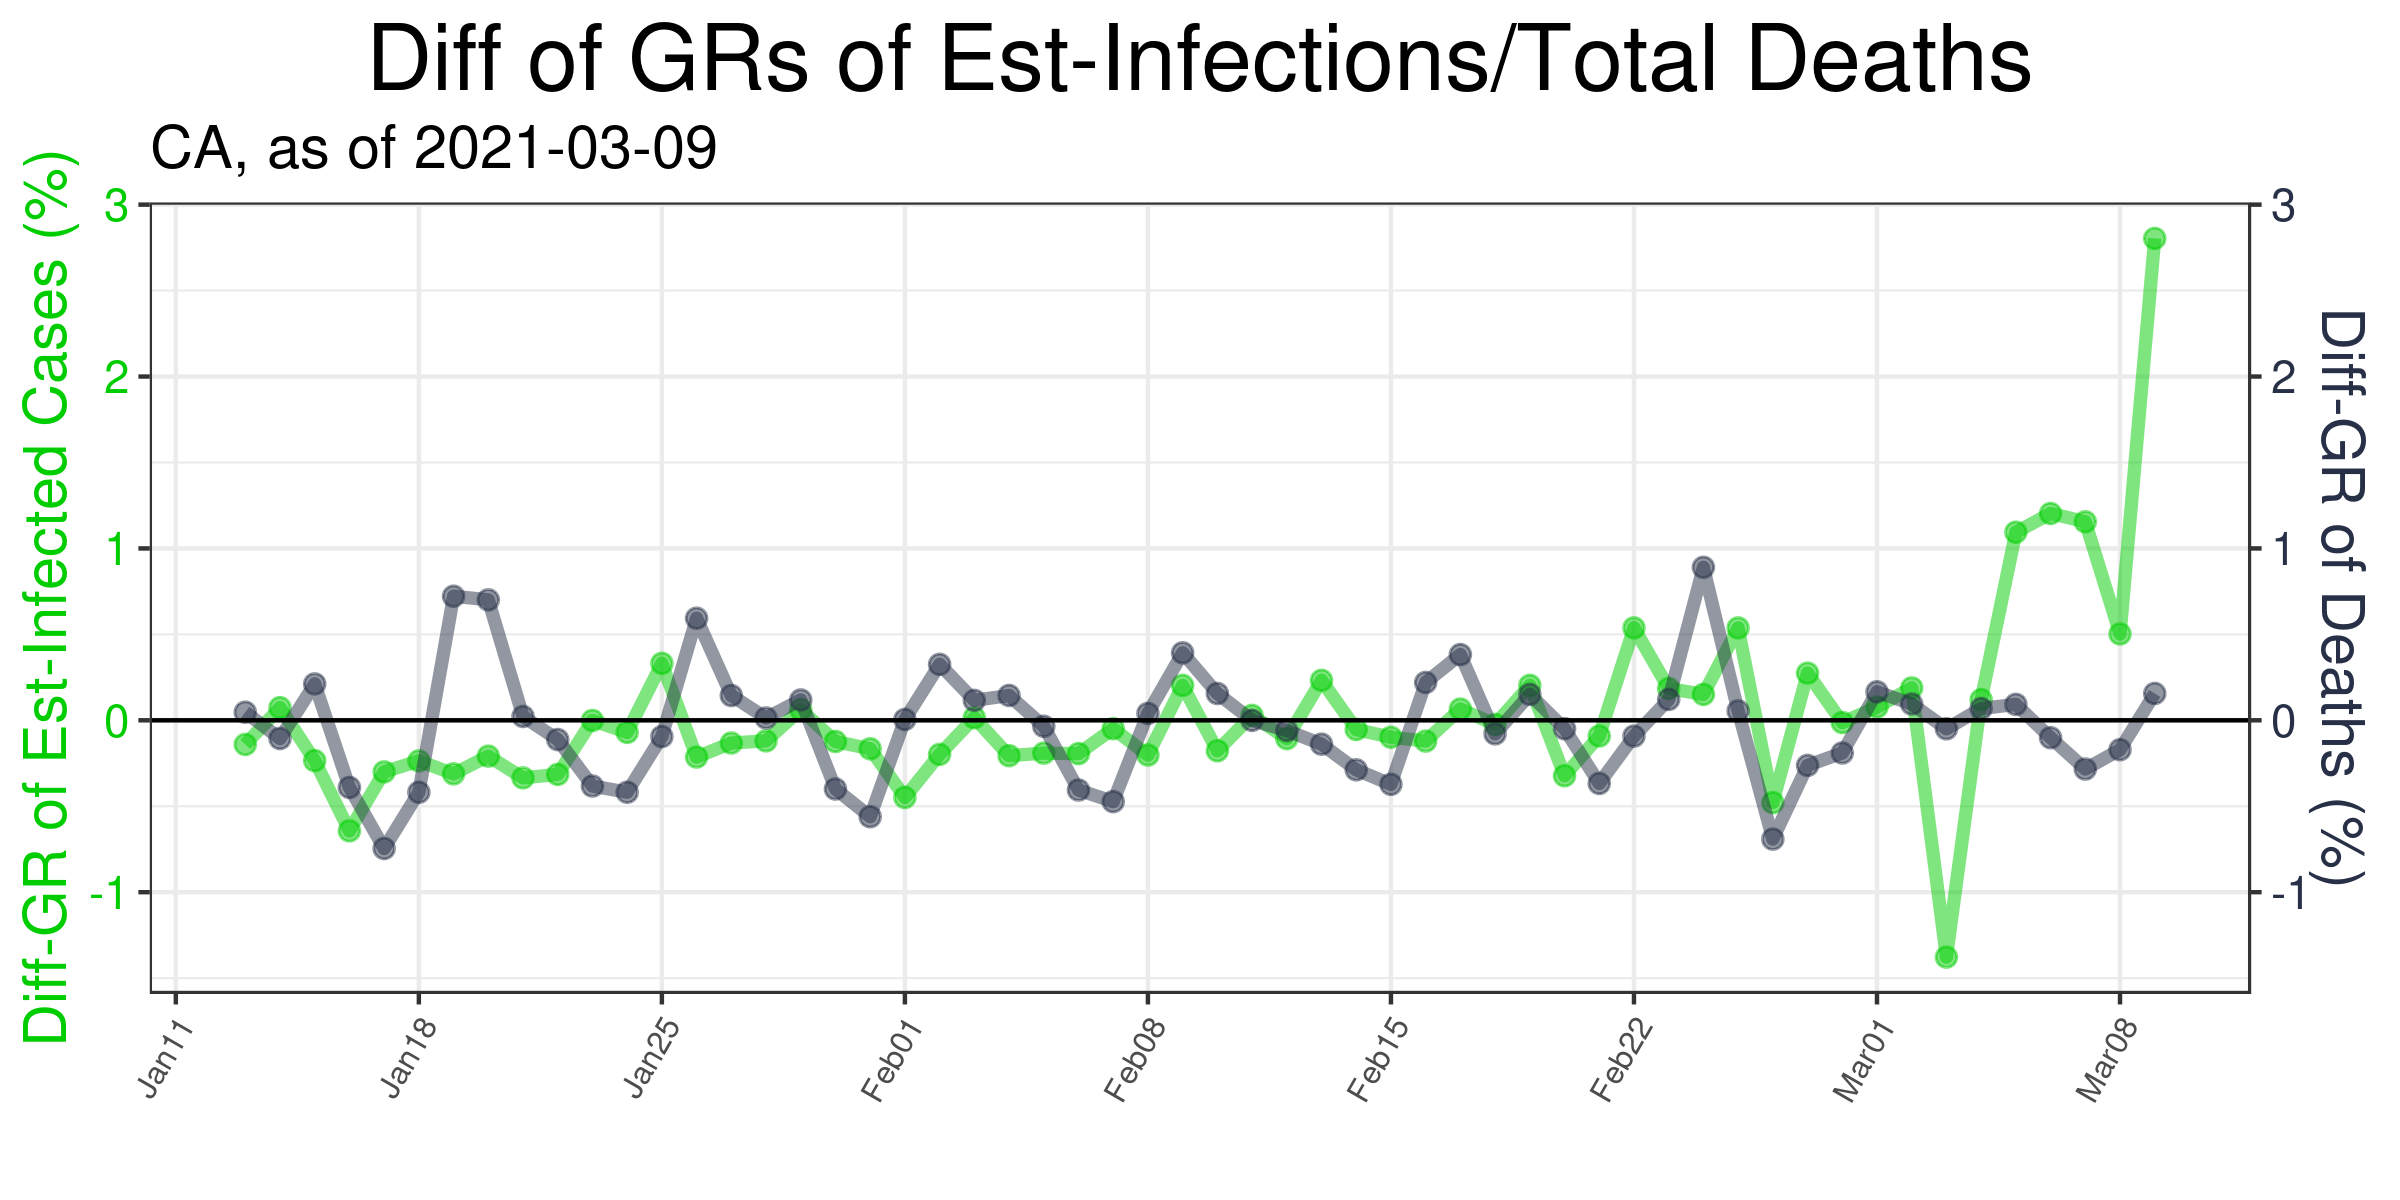 Diff of GRs of Est-Infections/Total Deaths
CA, as of 2021-03-09
Diff-GR of Est-Infected Cases (%)
3
2
1
0
-1
3
2
1
0
-1
Diff-GR of Deaths (%)
Jan11
Jan18
Jan25
Feb01
Feb08
Feb15
Feb22
Mar01
Mar08